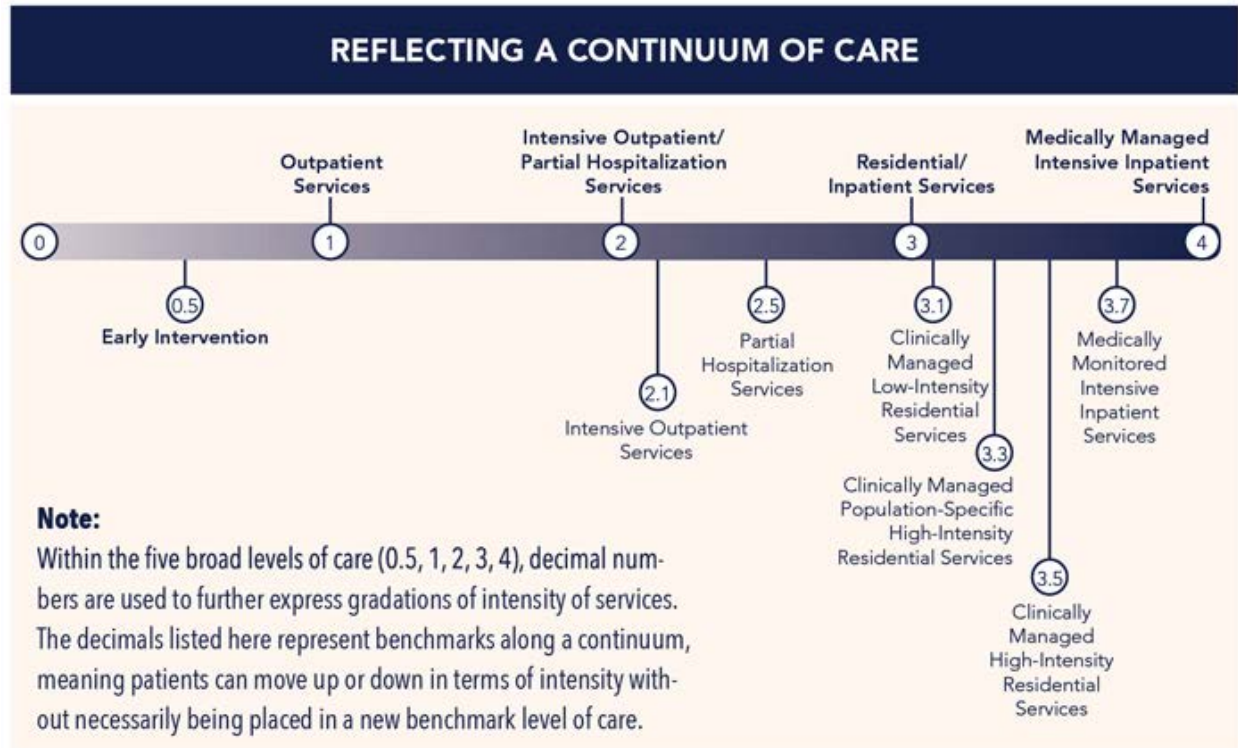 REFLECTING A CONTINUUM OF CARE
Outpatient
Services
Intensive Outpatient/
Partial Hospitalization
Services
Residential/
Inpatient Services
Medically Managed
Intensive Inpatient
Services
0
1
2
3
4
0.5
Early Intervention
2.1
Intensive Outpatient
Services
2.5
Partial
Hospitalization
Services
3.1
Clinically
Managed
Low-Intensity
Residential
Services
3.3
Clinically Managed
Population-Specific
High-Intensity
Residential Services
3.5
Clinically
Managed
High-Intensity
Residential
Services
3.7
Medically
Monitored
Intensive
Inpatient
Services
Note:
Within the five broad levels of care (0.5, 1, 2, 3, 4), decimal num-
bers are used to further express gradations of intensity of services.
The decimals listed here represent benchmarks along a continuum,
meaning patients can move up or down in terms of intensity with-
out necessarily being placed in a new benchmark level of care.